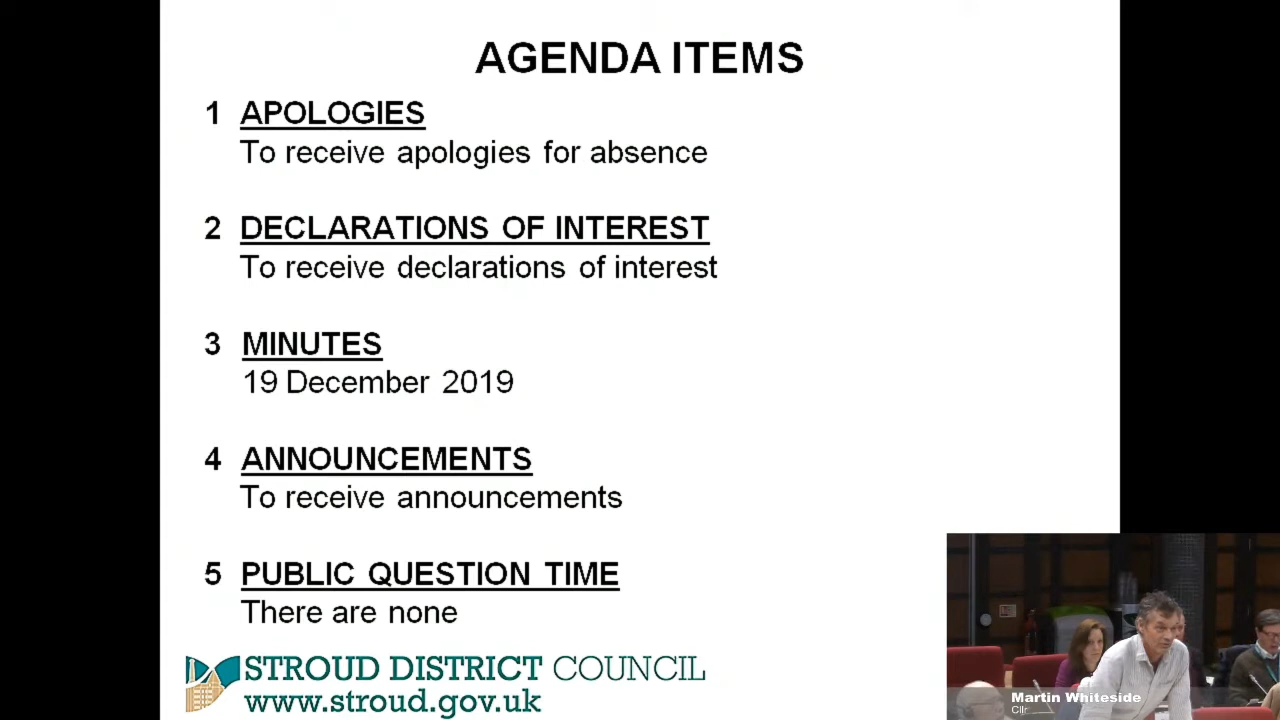 AGENDA ITEMS
1 APOLOGIES
To receive apologies for absence
2 DECLARATIONS OF INTEREST
To receive declarations of interest
3 MINUTES
19 December 2019
4 ANNOUNCEMENTS
To receive announcements
5 PUBLIC QUESTION TIME
There are none
STROUD DISTRICT COUNCIL
www.stroud.gov.uk
Martin Whiteside
Cllr